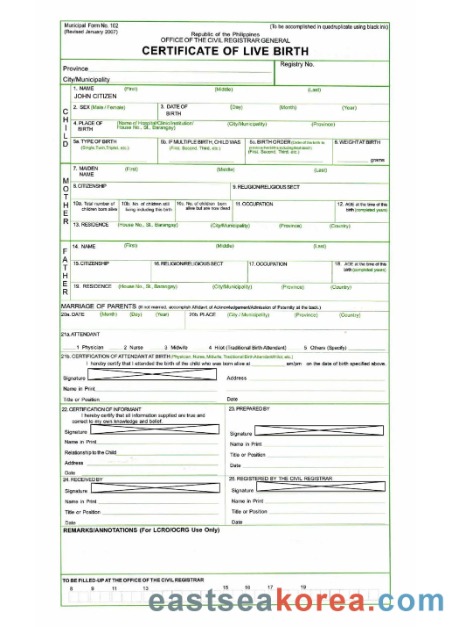 Municipal Form No. 102
(Revised January 2007)
(To be accomplished in quadruplicate using black ink)
Republic of the Philippines
OFFICE OF THE CIVIL REGISTRAR GENERAL
CERTIFICATE OF LIVE BIRTH
Province
Registry No.
City/Municipality
CHILD
1. NAME (First) (Middle) (Last)
JOHN CITIZEN
2. SEX (Male / Female) 3. DATE OF BIRTH (Day) (Month) (Year)
4. PLACE OF BIRTH (Name of Hospital/Clinic/Institution/ House No., St., Barangay) (City/Municipality) (Province)
5a. TYPE OF BIRTH (Single, Twin, Triplet, etc.) 5b. IF MULTIPLE BIRTH, CHILD WAS (First, Second, Third, etc.) 5c. BIRTH ORDER (First, Second, Third, etc.) 6. WEIGHT AT BIRTH
grams
MOTHER
7. MAIDEN NAME (First) (Middle) (Last)
8. CITIZENSHIP 9. RELIGION/RELIGIOUS SECT
10a. Total number of children born alive 10b. No. of children still living including this birth 10c. No. of children born alive but are now dead 11. OCCUPATION 12. AGE at the time of this birth (completed years)
13. RESIDENCE (House No., St., Barangay) (City/Municipality) (Province) (Country)
FATHER
14. NAME (First) (Middle) (Last)
15. CITIZENSHIP 16. RELIGION/RELIGIOUS SECT 17. OCCUPATION 18. AGE at the time of this birth (completed years)
19. RESIDENCE (House No., St., Barangay) (City/Municipality) (Province) (Country)
MARRIAGE OF PARENTS (If not married, accomplish Affidavit of Acknowledgement/Admission of Paternity at the back.)
20a. DATE (Month) (Day) (Year) 20b. PLACE (City / Municipality) (Province) (Country)
21a. ATTENDANT
1 Physician 2 Nurse 3 Midwife 4 Hilot (Traditional Birth Attendant) 5 Others (Specify)
21b. CERTIFICATION OF ATTENDANT AT BIRTH (Physician, Nurse, Midwife, Traditional Birth Attendant/Hilot, etc.)
I hereby certify that I attended the birth of the child who was born alive at am/pm on the date of birth specified above.
Signature Address
Name in Print
Title or Position Date
22. CERTIFICATION OF INFORMANT
I hereby certify that all information supplied are true and
correct to my own knowledge and belief.
Signature
Name in Print
Relationship to the Child
Address
Date
23. PREPARED BY
Signature
Name in Print
Title or Position
Date
24. RECEIVED BY
Signature
Name in Print
Title or Position
Date
25. REGISTERED BY THE CIVIL REGISTRAR
Signature
Name in Print
Title or Position
Date
REMARKS/ANNOTATIONS (For LCRO/OCRG Use Only)
TO BE FILLED-UP AT THE OFFICE OF THE CIVIL REGISTRAR
8 9 11 13 15 16 17 19
eastseakorea.com